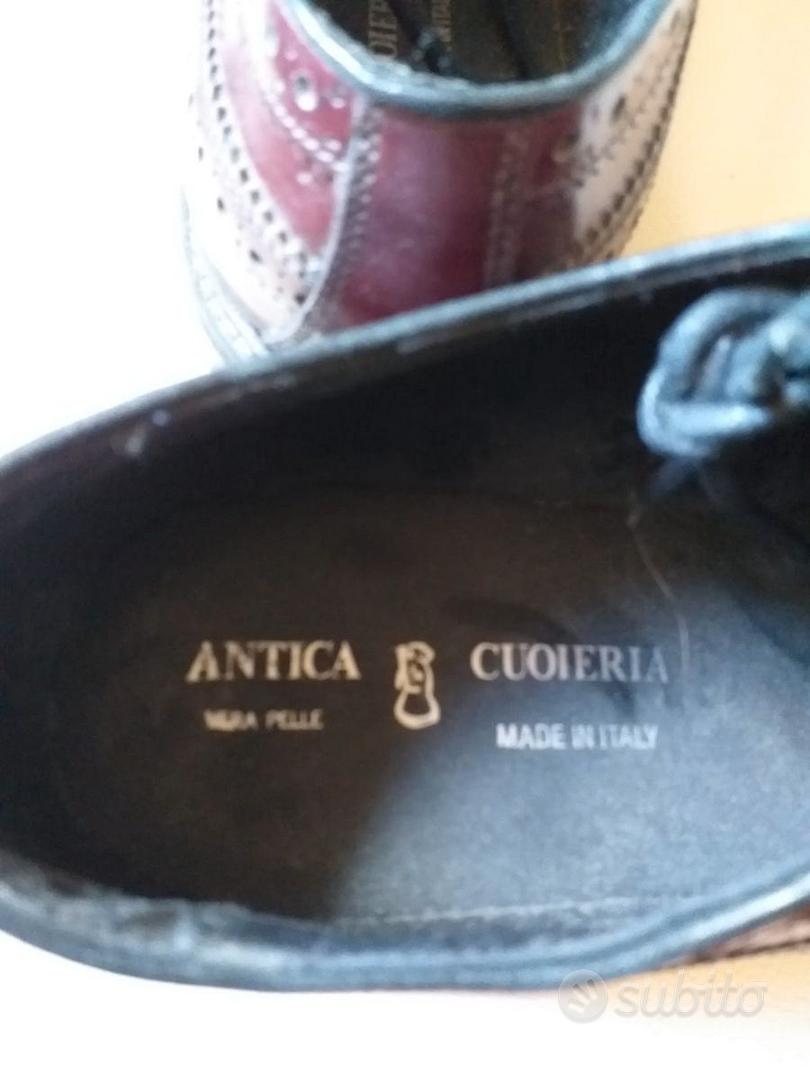 ANTICA CUOIERIA
VERA PELLE MADE IN ITALY
subito